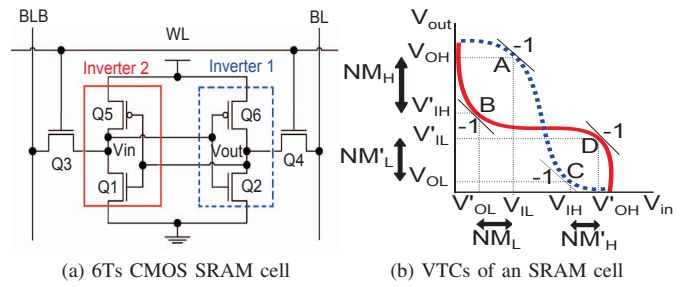 BLB
WL
BL
Inverter 2
Inverter 1
Q5
Q6
Q3
Vin
Vout
Q4
Q1
Q2
(a) 6Ts CMOS SRAM cell
Vout
VOH
NMH
V'IH
V'IL
NM'L
VOL
A
-1
B
-1
D
-1
C
-1
V'OL
VIL
VIH
V'OH
Vin
NML
NM'H
(b) VTCs of an SRAM cell